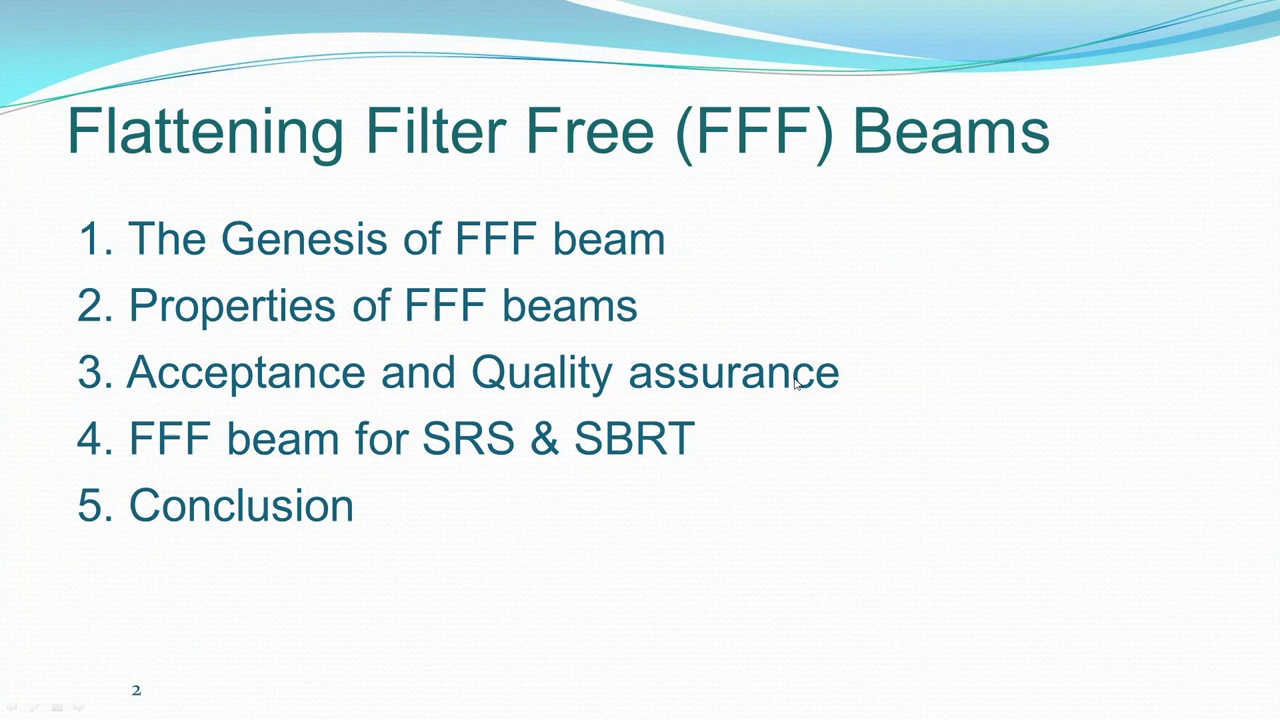 Flattening Filter Free (FFF) Beams
1. The Genesis of FFF beam
2. Properties of FFF beams
3. Acceptance and Quality assurance
4. FFF beam for SRS & SBRT
5. Conclusion
2